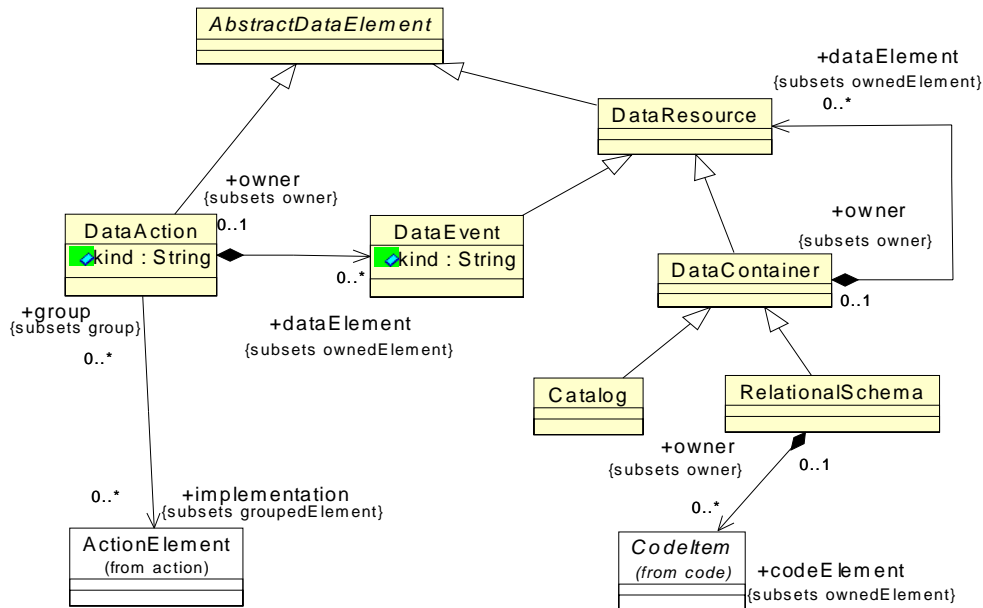 AbstractDataElement
+dataElement
{subsets ownedElement}
0..*
DataResource
+owner
{subsets owner}
0..1
DataAction
kind : String
DataEvent
kind : String
0..*
+dataElement
{subsets ownedElement}
+owner
{subsets owner}
DataContainer
0..1
+group
{subsets group}
0..*
Catalog
RelationalSchema
+owner
{subsets owner}
0..1
0..*
+implementation
{subsets groupedElement}
0..*
ActionElement
(from action)
CodeItem
(from code)
+codeElement
{subsets ownedElement}